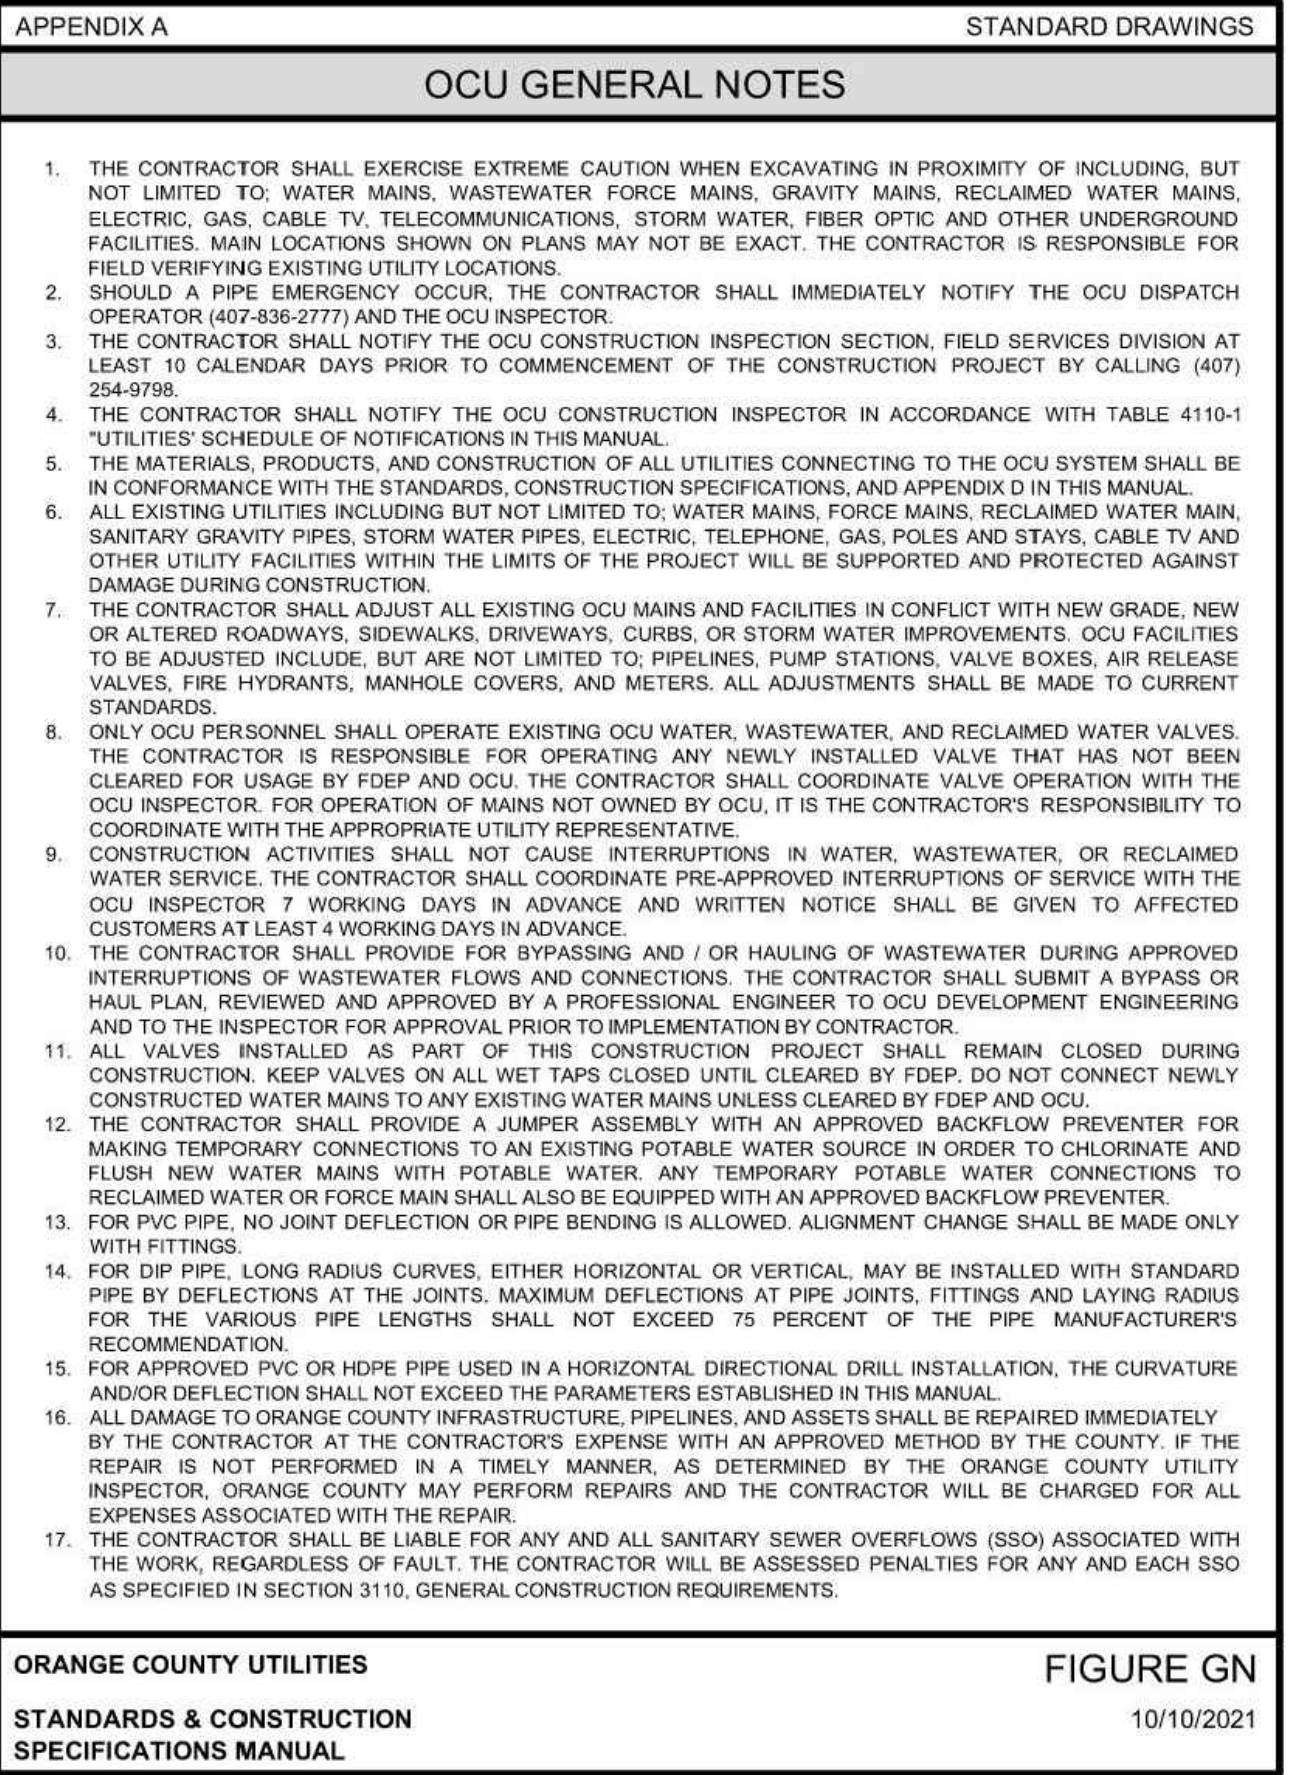 APPENDIX A
STANDARD DRAWINGS
OCU GENERAL NOTES
1. THE CONTRACTOR SHALL EXERCISE EXTREME CAUTION WHEN EXCAVATING IN PROXIMITY OF INCLUDING, BUT
NOT LIMITED TO; WATER MAINS, WASTEWATER FORCE MAINS, GRAVITY MAINS, RECLAIMED WATER MAINS,
ELECTRIC, GAS, CABLE TV, TELECOMMUNICATIONS, STORM WATER, FIBER OPTIC AND OTHER UNDERGROUND
FACILITIES. MAIN LOCATIONS SHOWN ON PLANS MAY NOT BE EXACT. THE CONTRACTOR IS RESPONSIBLE FOR
FIELD VERIFYING EXISTING UTILITY LOCATIONS.
2. SHOULD A PIPE EMERGENCY OCCUR, THE CONTRACTOR SHALL IMMEDIATELY NOTIFY THE OCU DISPATCH
OPERATOR (407-836-2777) AND THE OCU INSPECTOR.
3. THE CONTRACTOR SHALL NOTIFY THE OCU CONSTRUCTION INSPECTION SECTION, FIELD SERVICES DIVISION AT
LEAST 10 CALENDAR DAYS PRIOR TO COMMENCEMENT OF THE CONSTRUCTION PROJECT BY CALLING (407)
254-9798.
4. THE CONTRACTOR SHALL NOTIFY THE OCU CONSTRUCTION INSPECTOR IN ACCORDANCE WITH TABLE 4110-1
"UTILITIES' SCHEDULE OF NOTIFICATIONS IN THIS MANUAL.
5. THE MATERIALS, PRODUCTS, AND CONSTRUCTION OF ALL UTILITIES CONNECTING TO THE OCU SYSTEM SHALL BE
IN CONFORMANCE WITH THE STANDARDS, CONSTRUCTION SPECIFICATIONS, AND APPENDIX D IN THIS MANUAL.
6. ALL EXISTING UTILITIES INCLUDING BUT NOT LIMITED TO; WATER MAINS, FORCE MAINS, RECLAIMED WATER MAIN,
SANITARY GRAVITY PIPES, STORM WATER PIPES, ELECTRIC, TELEPHONE, GAS, POLES AND STAYS, CABLE TV AND
OTHER UTILITY FACILITIES WITHIN THE LIMITS OF THE PROJECT WILL BE SUPPORTED AND PROTECTED AGAINST
DAMAGE DURING CONSTRUCTION.
7. THE CONTRACTOR SHALL ADJUST ALL EXISTING OCU MAINS AND FACILITIES IN CONFLICT WITH NEW GRADE, NEW
OR ALTERED ROADWAYS, SIDEWALKS, DRIVEWAYS, CURBS, OR STORM WATER IMPROVEMENTS. OCU FACILITIES
TO BE ADJUSTED INCLUDE, BUT ARE NOT LIMITED TO; PIPELINES, PUMP STATIONS, VALVE BOXES, AIR RELEASE
VALVES, FIRE HYDRANTS, MANHOLE COVERS, AND METERS. ALL ADJUSTMENTS SHALL BE MADE TO CURRENT
STANDARDS.
8. ONLY OCU PERSONNEL SHALL OPERATE EXISTING OCU WATER, WASTEWATER, AND RECLAIMED WATER VALVES.
THE CONTRACTOR IS RESPONSIBLE FOR OPERATING ANY NEWLY INSTALLED VALVE THAT HAS NOT BEEN
CLEARED FOR USAGE BY FDEP AND OCU. THE CONTRACTOR SHALL COORDINATE VALVE OPERATION WITH THE
OCU INSPECTOR. FOR OPERATION OF MAINS NOT OWNED BY OCU, IT IS THE CONTRACTOR'S RESPONSIBILITY TO
COORDINATE WITH THE APPROPRIATE UTILITY REPRESENTATIVE.
9. CONSTRUCTION ACTIVITIES SHALL NOT CAUSE INTERRUPTIONS IN WATER, WASTEWATER, OR RECLAIMED
WATER SERVICE. THE CONTRACTOR SHALL COORDINATE PRE-APPROVED INTERRUPTIONS OF SERVICE WITH THE
OCU INSPECTOR 7 WORKING DAYS IN ADVANCE AND WRITTEN NOTICE SHALL BE GIVEN TO AFFECTED
CUSTOMERS AT LEAST 4 WORKING DAYS IN ADVANCE.
10. THE CONTRACTOR SHALL PROVIDE FOR BYPASSING AND / OR HAULING OF WASTEWATER DURING APPROVED
INTERRUPTIONS OF WASTEWATER FLOWS AND CONNECTIONS. THE CONTRACTOR SHALL SUBMIT A BYPASS OR
HAUL PLAN, REVIEWED AND APPROVED BY A PROFESSIONAL ENGINEER TO OCU DEVELOPMENT ENGINEERING
AND TO THE INSPECTOR FOR APPROVAL PRIOR TO IMPLEMENTATION BY CONTRACTOR.
11. ALL VALVES INSTALLED AS PART OF THIS CONSTRUCTION PROJECT SHALL REMAIN CLOSED DURING
CONSTRUCTION. KEEP VALVES ON ALL WET TAPS CLOSED UNTIL CLEARED BY FDEP. DO NOT CONNECT NEWLY
CONSTRUCTED WATER MAINS TO ANY EXISTING WATER MAINS UNLESS CLEARED BY FDEP AND OCU.
12. THE CONTRACTOR SHALL PROVIDE A JUMPER ASSEMBLY WITH AN APPROVED BACKFLOW PREVENTER FOR
MAKING TEMPORARY CONNECTIONS TO AN EXISTING POTABLE WATER SOURCE IN ORDER TO CHLORINATE AND
FLUSH NEW WATER MAINS WITH POTABLE WATER. ANY TEMPORARY POTABLE WATER CONNECTIONS TO
RECLAIMED WATER OR FORCE MAIN SHALL ALSO BE EQUIPPED WITH AN APPROVED BACKFLOW PREVENTER.
13. FOR PVC PIPE, NO JOINT DEFLECTION OR PIPE BENDING IS ALLOWED. ALIGNMENT CHANGE SHALL BE MADE ONLY
WITH FITTINGS.
14. FOR DIP PIPE, LONG RADIUS CURVES, EITHER HORIZONTAL OR VERTICAL, MAY BE INSTALLED WITH STANDARD
PIPE BY DEFLECTIONS AT THE JOINTS. MAXIMUM DEFLECTIONS AT PIPE JOINTS, FITTINGS AND LAYING RADIUS
FOR THE VARIOUS PIPE LENGTHS SHALL NOT EXCEED 75 PERCENT OF THE PIPE MANUFACTURER'S
RECOMMENDATION.
15. FOR APPROVED PVC OR HDPE PIPE USED IN A HORIZONTAL DIRECTIONAL DRILL INSTALLATION, THE CURVATURE
AND/OR DEFLECTION SHALL NOT EXCEED THE PARAMETERS ESTABLISHED IN THIS MANUAL.
16. ALL DAMAGE TO ORANGE COUNTY INFRASTRUCTURE, PIPELINES, AND ASSETS SHALL BE REPAIRED IMMEDIATELY
BY THE CONTRACTOR AT THE CONTRACTOR'S EXPENSE WITH AN APPROVED METHOD BY THE COUNTY. IF THE
REPAIR IS NOT PERFORMED IN A TIMELY MANNER, AS DETERMINED BY THE ORANGE COUNTY UTILITY
INSPECTOR, ORANGE COUNTY MAY PERFORM REPAIRS AND THE CONTRACTOR WILL BE CHARGED FOR ALL
EXPENSES ASSOCIATED WITH THE REPAIR.
17. THE CONTRACTOR SHALL BE LIABLE FOR ANY AND ALL SANITARY SEWER OVERFLOWS (SSO) ASSOCIATED WITH
THE WORK, REGARDLESS OF FAULT. THE CONTRACTOR WILL BE ASSESSED PENALTIES FOR ANY AND EACH SSO
AS SPECIFIED IN SECTION 3110, GENERAL CONSTRUCTION REQUIREMENTS.
ORANGE COUNTY UTILITIES
FIGURE GN
STANDARDS & CONSTRUCTION
10/10/2021
SPECIFICATIONS MANUAL